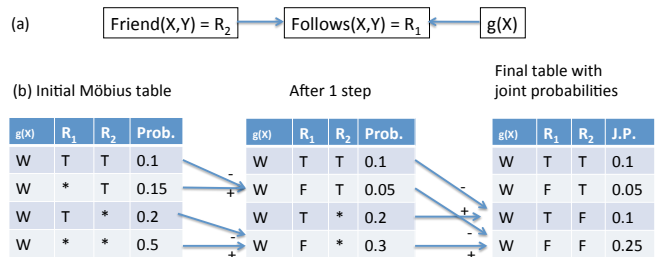 (a) Friend(X,Y) = R₂ Follows(X,Y) = R₁ g(X)
(b) Initial Möbius table After 1 step Final table with
joint probabilities
g(X) R₁ R₂ Prob. g(X) R₁ R₂ Prob. g(X) R₁ R₂ J.P.
W T T 0.1 - W T T 0.1 W T T 0.1
W * T 0.15 + W F T 0.05 - W F T 0.05
W T * 0.2 W T * 0.2 + W T F 0.1
W * * 0.5 - + W F * 0.3 - + W F F 0.25